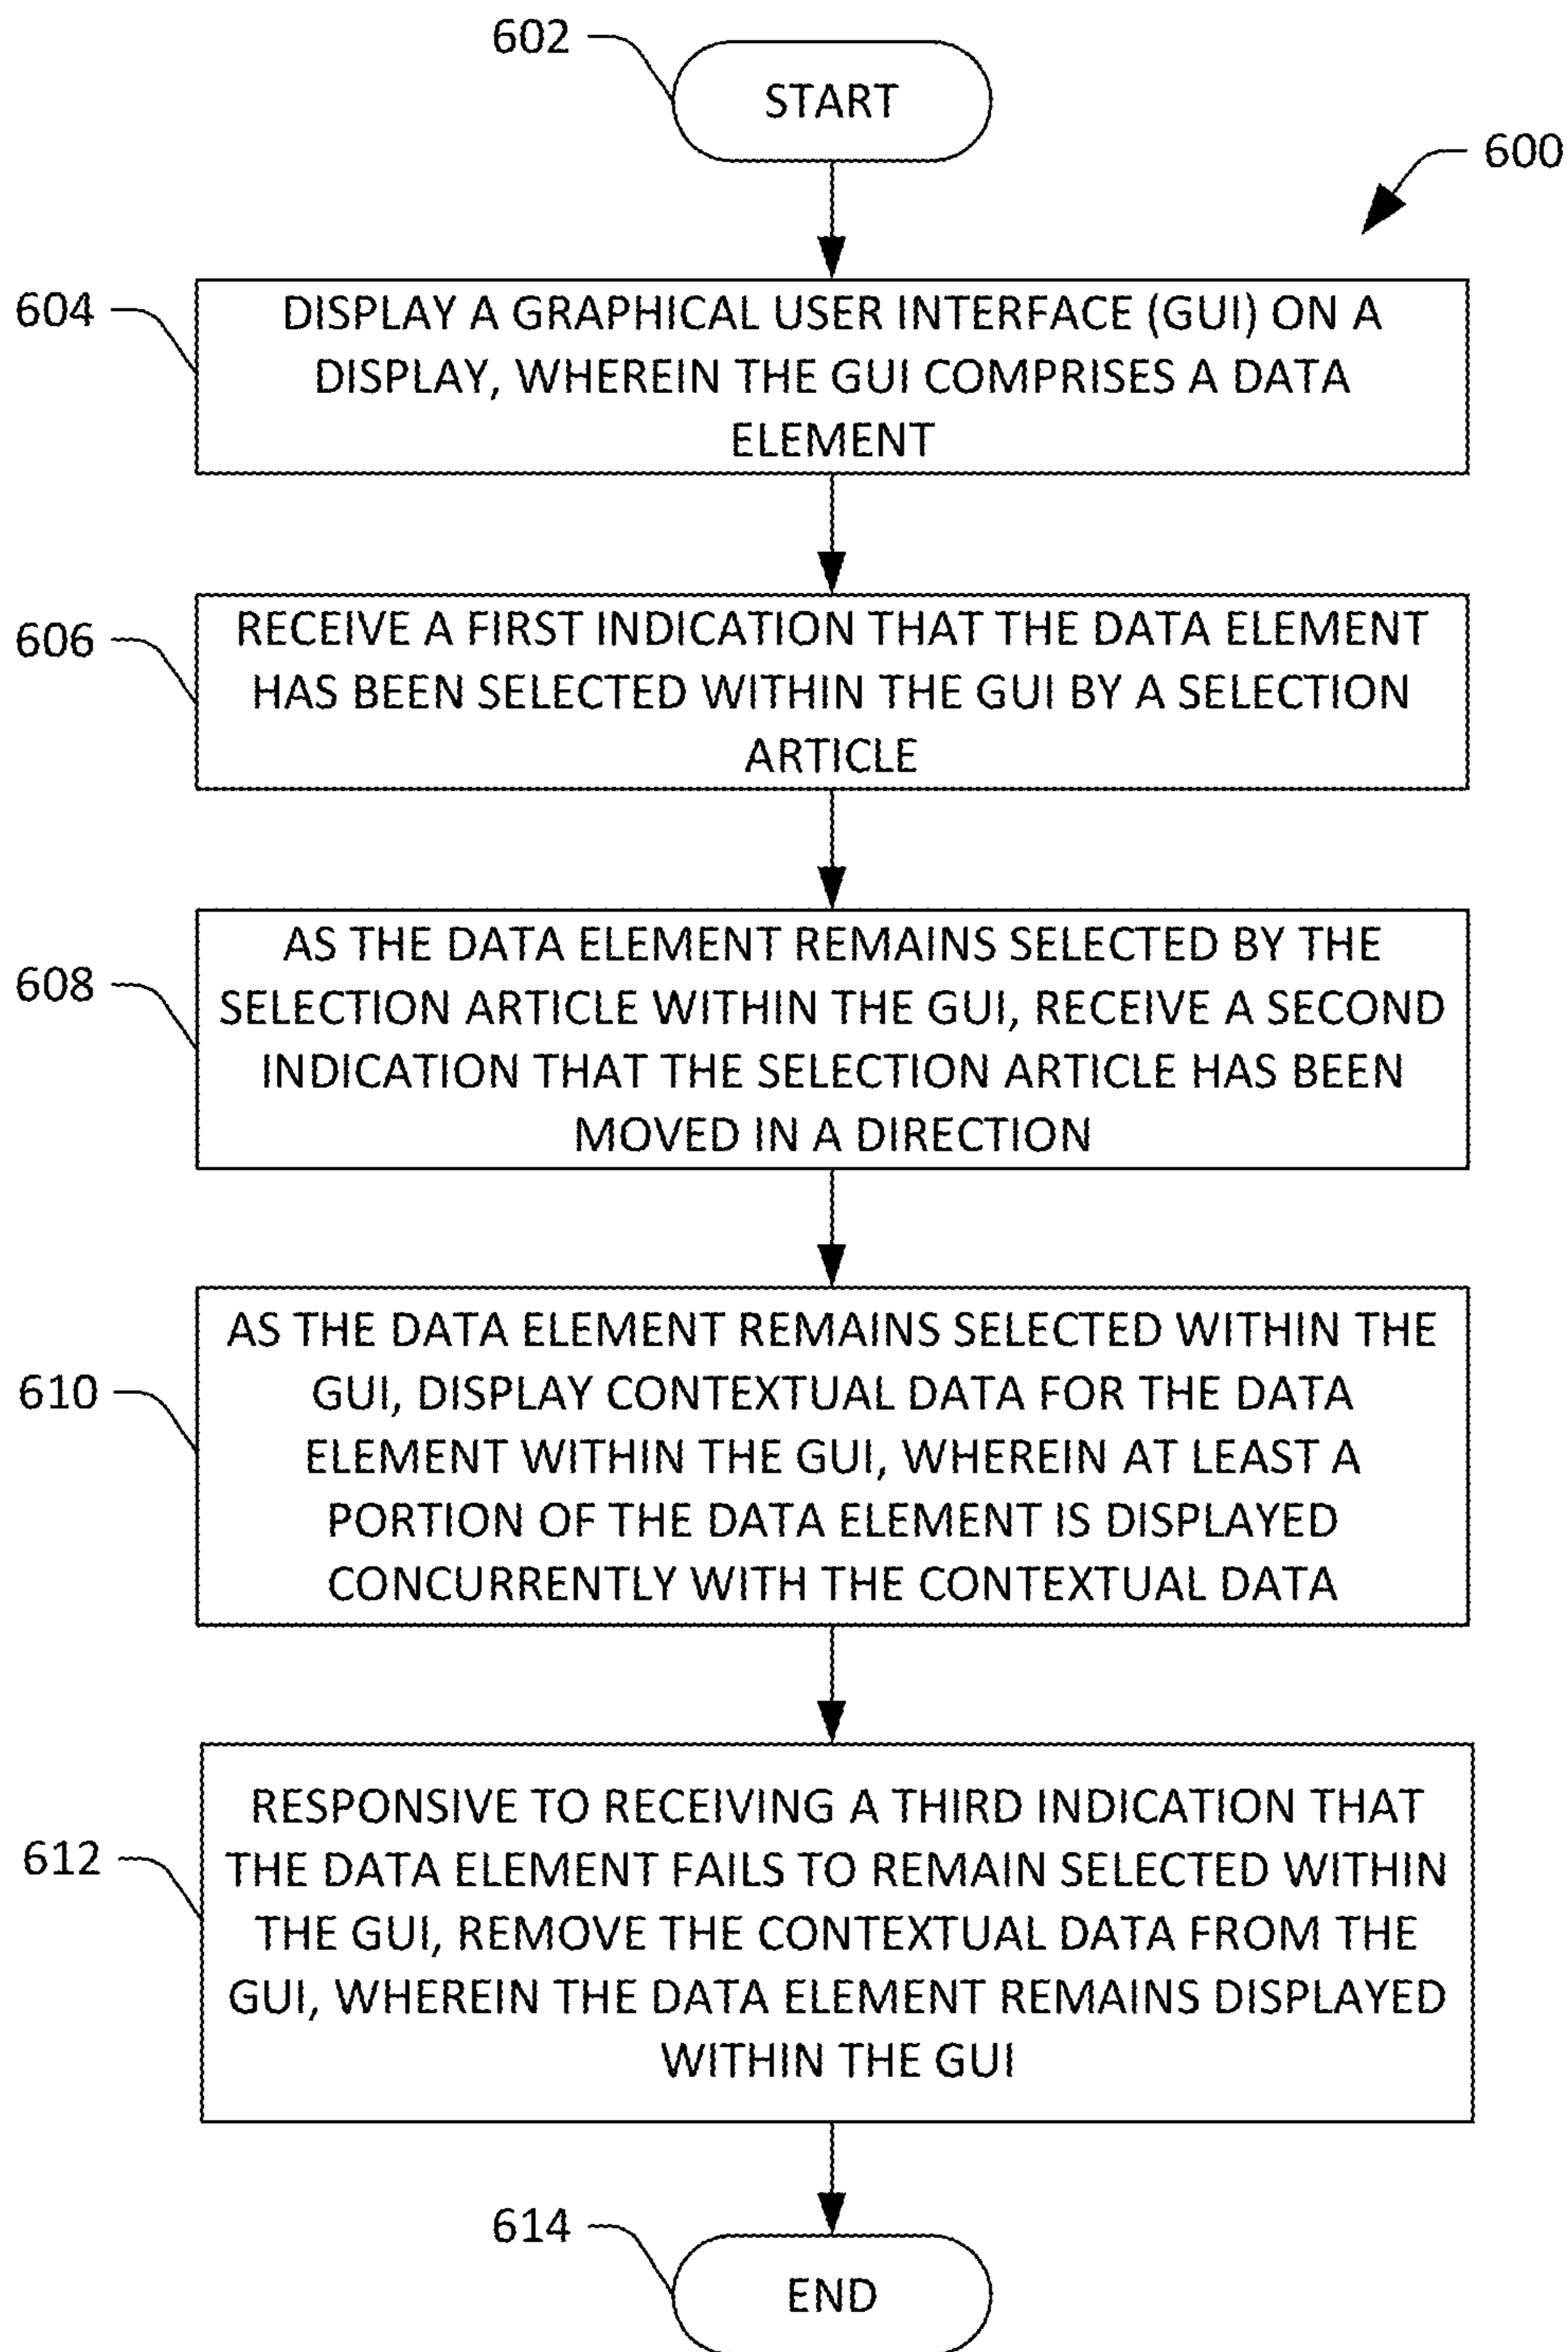 602
START
600
604
DISPLAY A GRAPHICAL USER INTERFACE (GUI) ON A
DISPLAY, WHEREIN THE GUI COMPRISES A DATA
ELEMENT
606
RECEIVE A FIRST INDICATION THAT THE DATA ELEMENT
HAS BEEN SELECTED WITHIN THE GUI BY A SELECTION
ARTICLE
608
AS THE DATA ELEMENT REMAINS SELECTED BY THE
SELECTION ARTICLE WITHIN THE GUI, RECEIVE A SECOND
INDICATION THAT THE SELECTION ARTICLE HAS BEEN
MOVED IN A DIRECTION
610
AS THE DATA ELEMENT REMAINS SELECTED WITHIN THE
GUI, DISPLAY CONTEXTUAL DATA FOR THE DATA
ELEMENT WITHIN THE GUI, WHEREIN AT LEAST A
PORTION OF THE DATA ELEMENT IS DISPLAYED
CONCURRENTLY WITH THE CONTEXTUAL DATA
612
RESPONSIVE TO RECEIVING A THIRD INDICATION THAT
THE DATA ELEMENT FAILS TO REMAIN SELECTED WITHIN
THE GUI, REMOVE THE CONTEXTUAL DATA FROM THE
GUI, WHEREIN THE DATA ELEMENT REMAINS DISPLAYED
WITHIN THE GUI
614
END